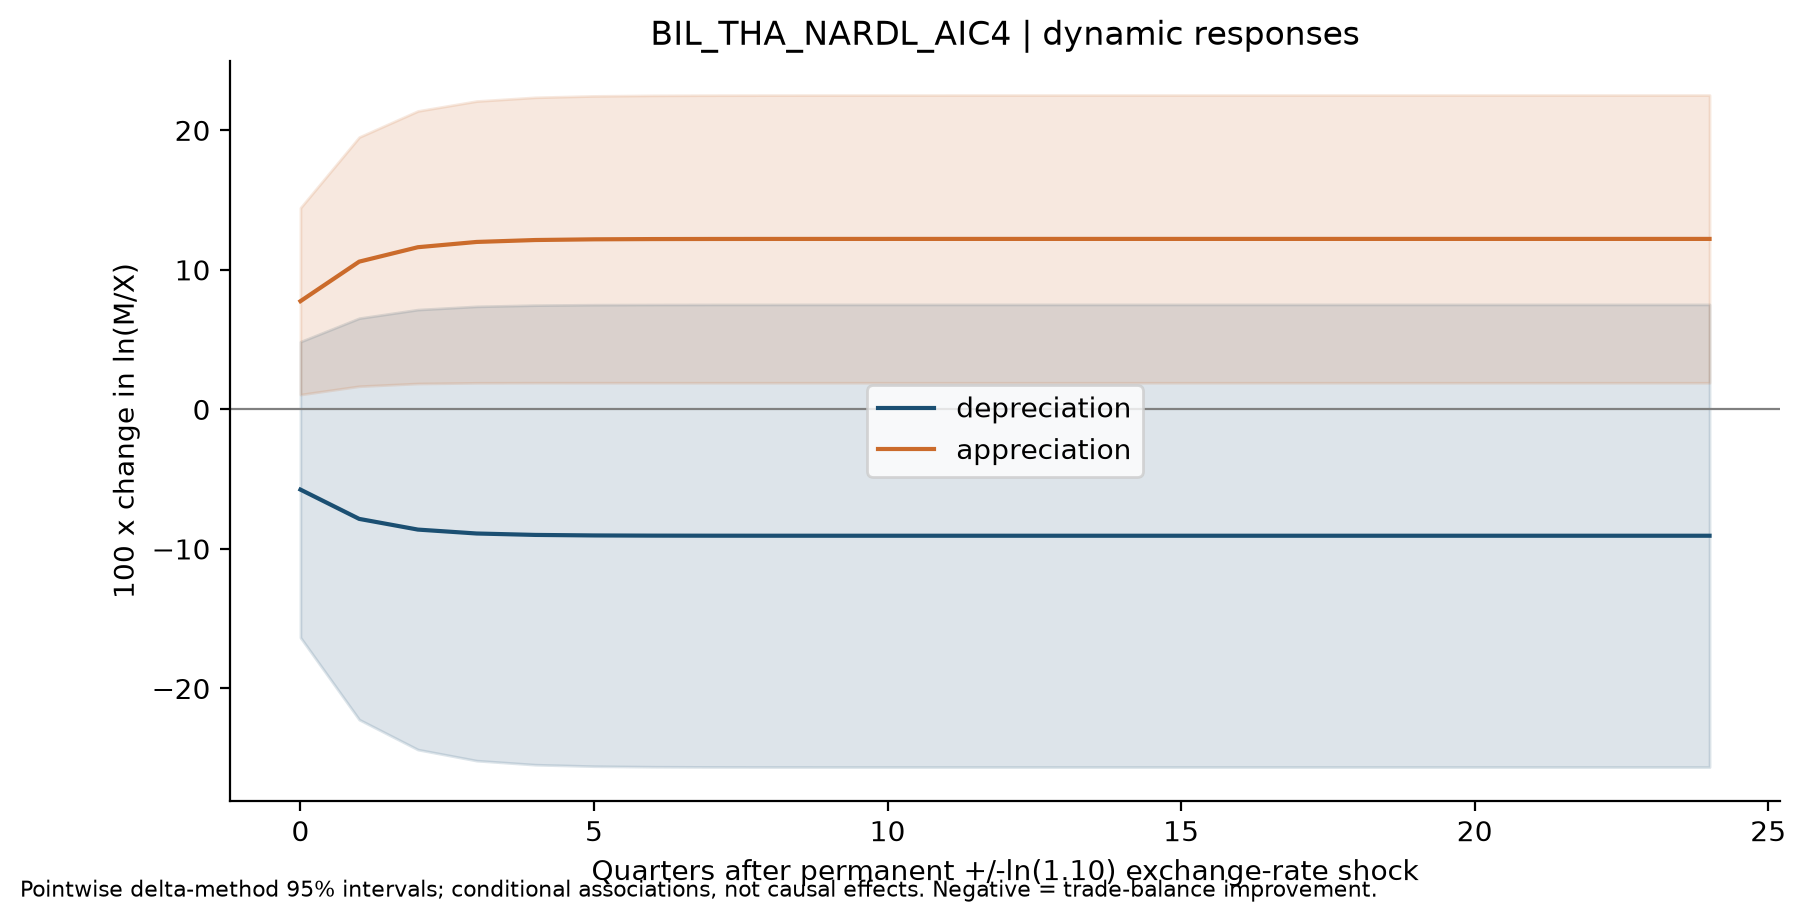 BIL_THA_NARDL_AIC4 | dynamic responses
100 x change in ln(M/X)
20
10
0
−10
−20
depreciation
appreciation
0 5 10 15 20 25
Quarters after permanent +/-ln(1.10) exchange-rate shock
Pointwise delta-method 95% intervals; conditional associations, not causal effects. Negative = trade-balance improvement.